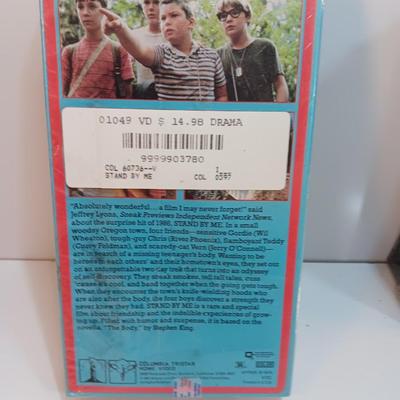 01049 VD $ 14.98 DRAMA
9999903780
COL 60736--V 1
STAND BY ME COL 0595
"Absolutely wonderful... a film I may never forget!" said
Jeffrey Lyons, Sneak Previews Independent Network News,
about the surprise hit of 1986, STAND BY ME. In a small
woodsy Oregon town, four friends—sensitive Gordie (Wil
Wheaton), tough-guy Chris (River Phoenix), flamboyant Teddy
(Corey Feldman), and scaredy-cat Vern (Jerry O'Connell)—
are in search of a missing teenager's body. Wanting to be
heroes in each others' and their hometown's eyes, they set out
on an unforgettable two-day trek that turns into an odyssey
of self-discovery. They sneak smokes, tell tall tales, cuss
'cause it's cool, and band together when the going gets tough.
When they encounter the town's knife-wielding hoods who
are also after the body, the four boys discover a strength they
never knew they had. STAND BY ME is a rare and special
film about friendship and the indelible experiences of grow-
ing up. Filled with humor and suspense, it is based on the
novella, "The Body," by Stephen King.
COLUMBIA TRISTAR
HOME VIDEO